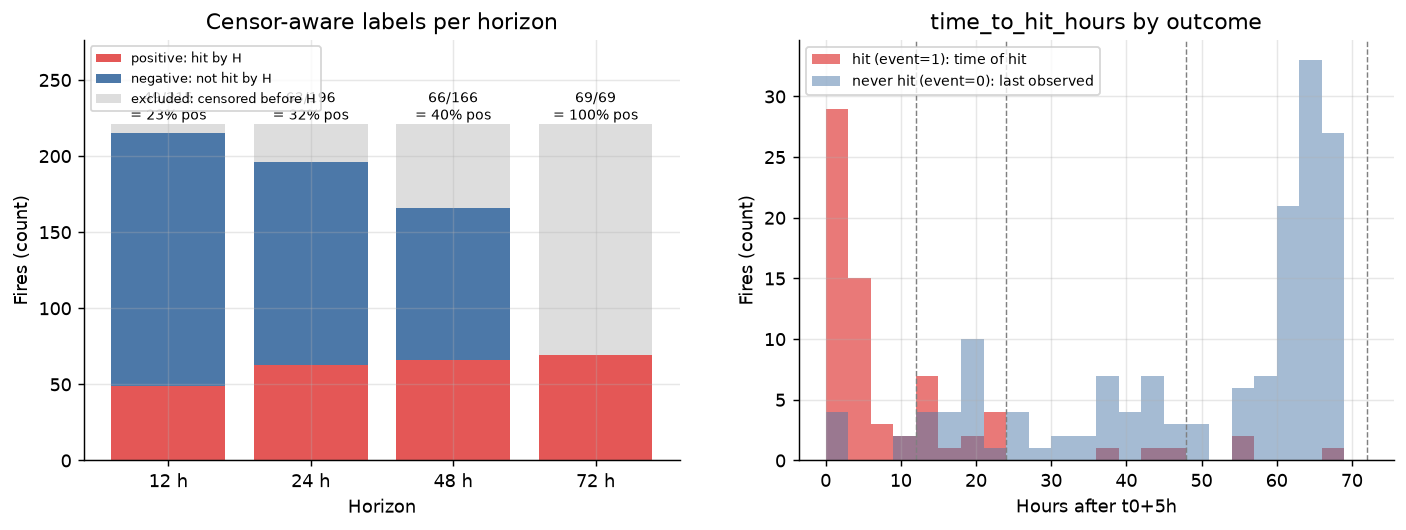 Censor-aware labels per horizon
positive: hit by H
negative: not hit by H
excluded: censored before H
= 23% pos
= 32% pos
66/166
= 40% pos
69/69
= 100% pos
Fires (count)
250
200
150
100
50
0
12 h
24 h
48 h
72 h
Horizon
time_to_hit_hours by outcome
hit (event=1): time of hit
never hit (event=0): last observed
Fires (count)
30
25
20
15
10
5
0
0
10
20
30
40
50
60
70
Hours after t0+5h